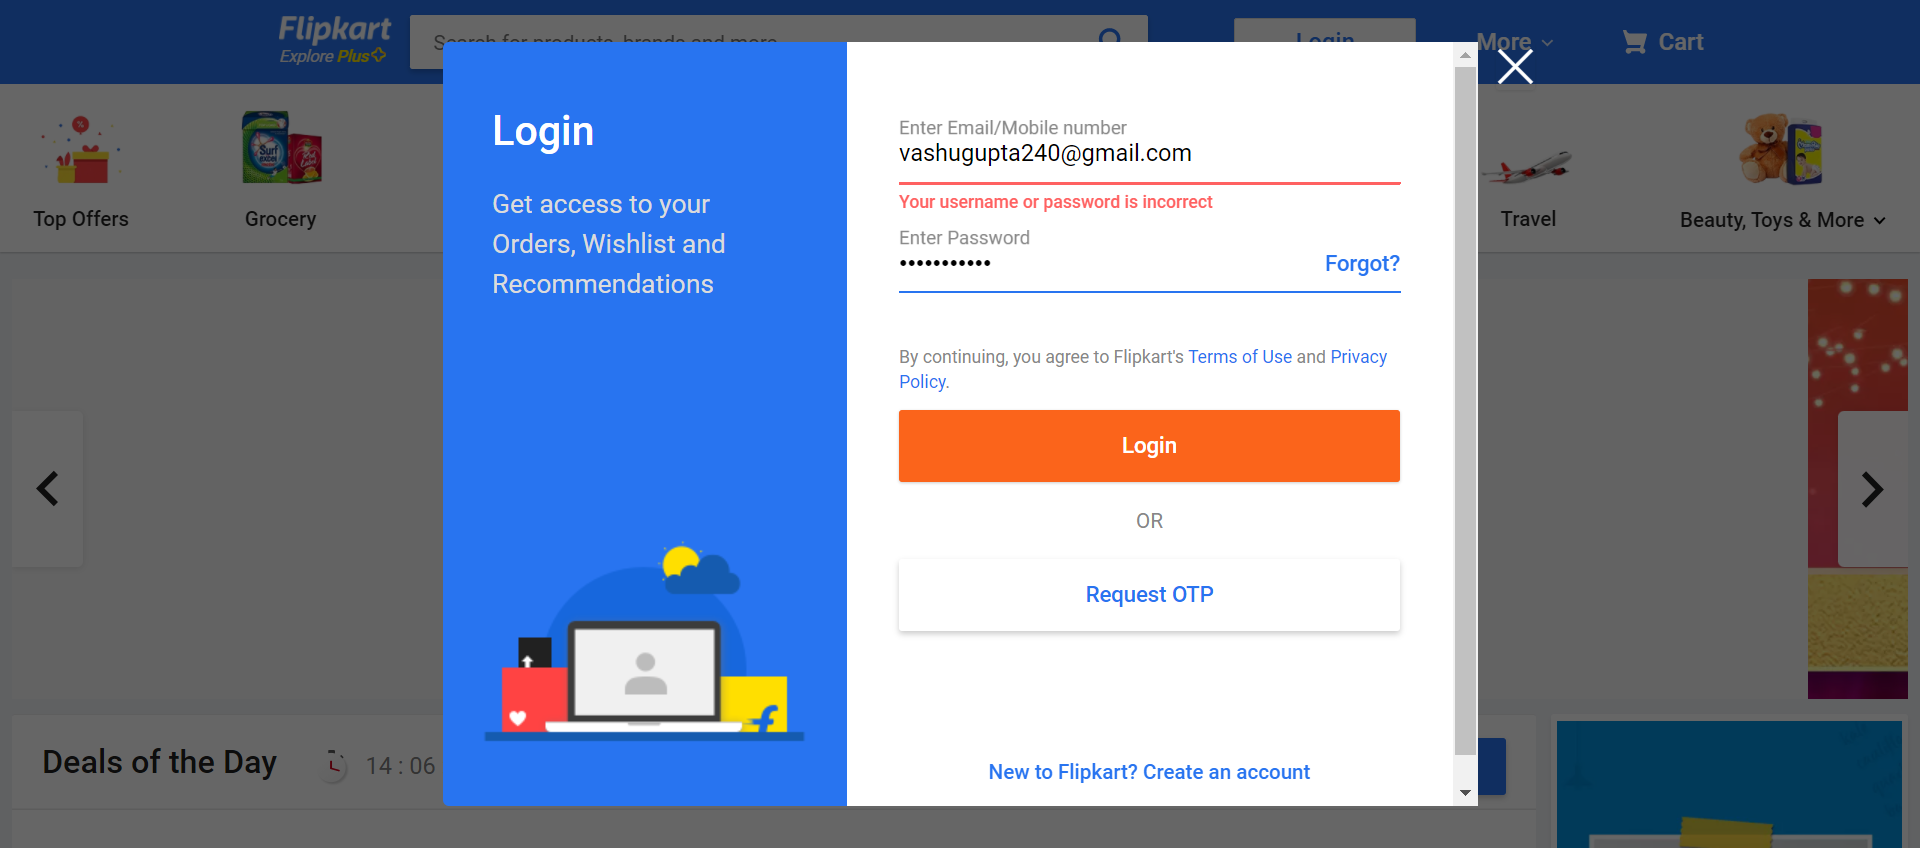 Flipkart
Explore Plus
Search for products, brands and more
Login
More
Cart
Top Offers
Grocery
Travel
Beauty, Toys & More
Login
Get access to your
Orders, Wishlist and
Recommendations
Enter Email/Mobile number
vashugupta240@gmail.com
Your username or password is incorrect
Enter Password
•••••••••••
Forgot?
By continuing, you agree to Flipkart's Terms of Use and Privacy
Policy.
Login
OR
Request OTP
New to Flipkart? Create an account
Deals of the Day
14 : 06